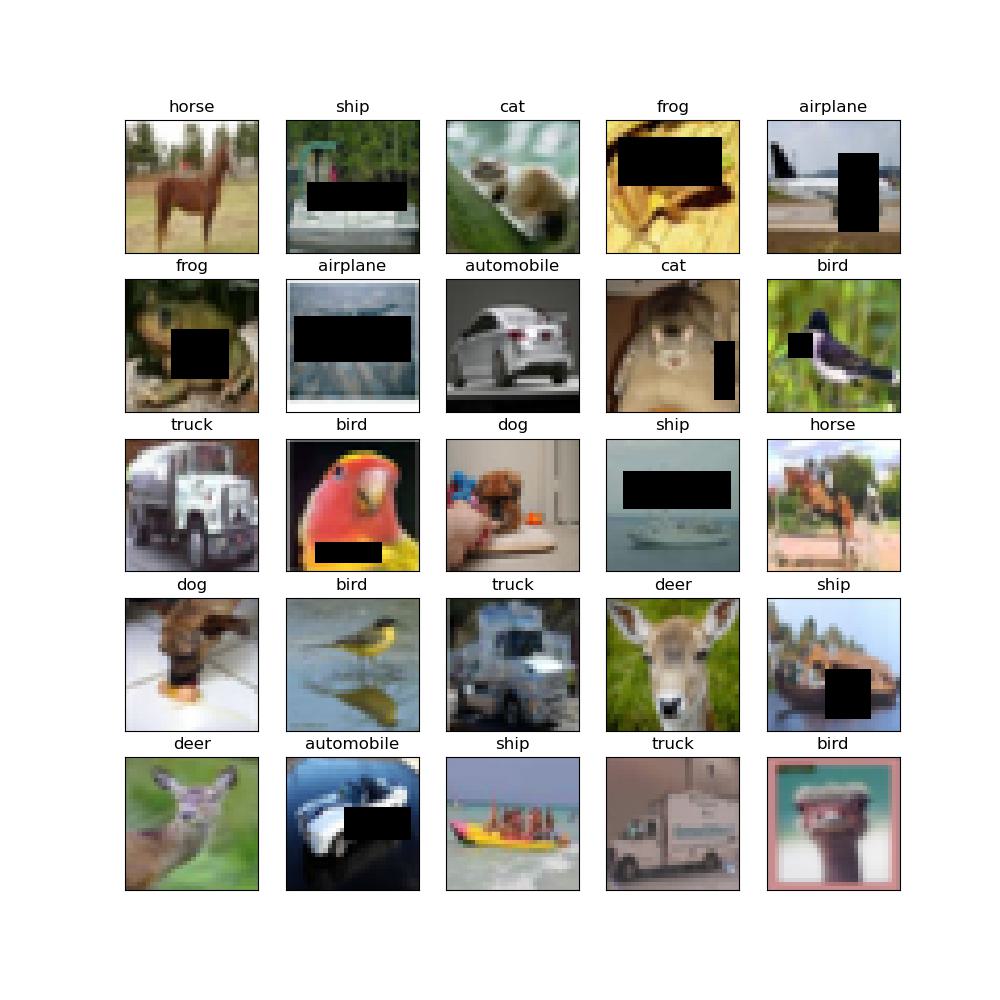 horse ship cat frog airplane
frog airplane automobile cat bird
truck bird dog ship horse
dog bird truck deer ship
deer automobile ship truck bird